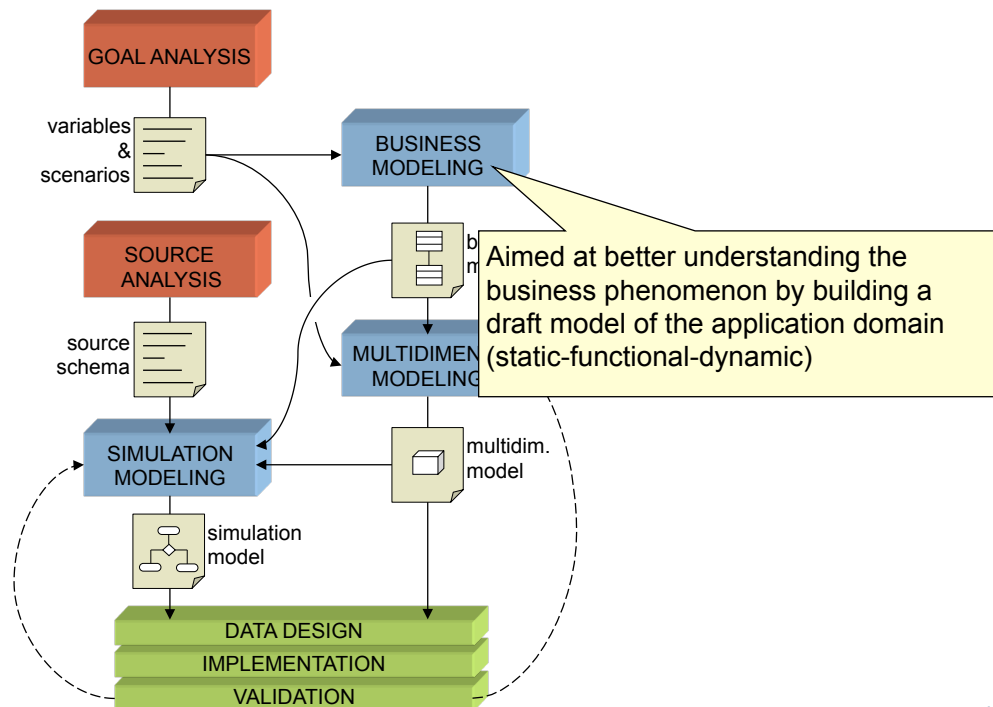 GOAL ANALYSIS
variables
&
scenarios
BUSINESS
MODELING
SOURCE
ANALYSIS
Aimed at better understanding the
business phenomenon by building a
draft model of the application domain
(static-functional-dynamic)
source
schema
MULTIDIMEN
MODELING
SIMULATION
MODELING
multidim.
model
simulation
model
DATA DESIGN
IMPLEMENTATION
VALIDATION